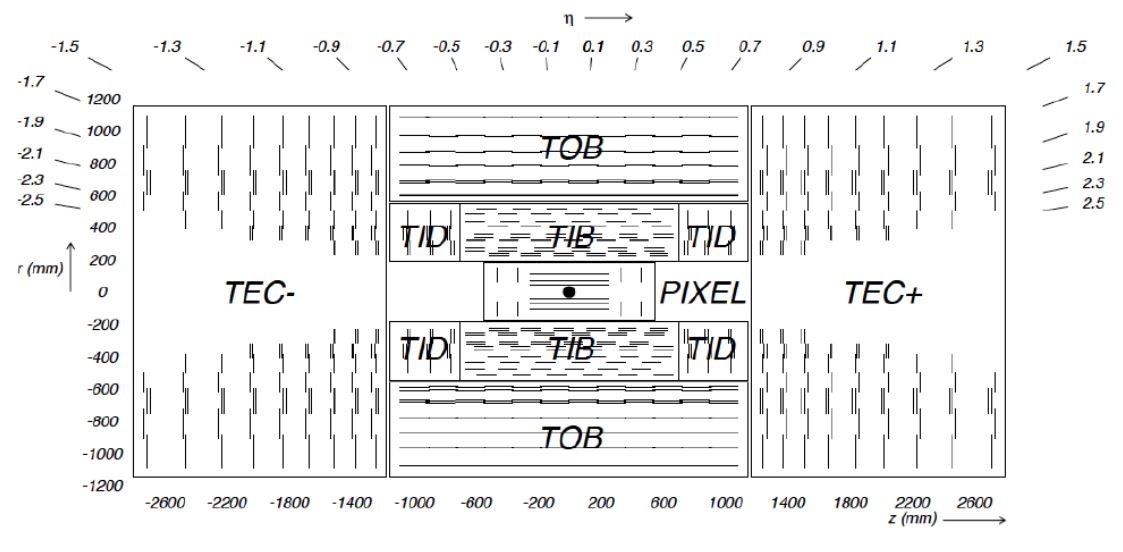 η
-1.5 -1.3 -1.1 -0.9 -0.7 -0.5 -0.3 -0.1 0.1 0.3 0.5 0.7 0.9 1.1 1.3 1.5
-1.7 1.7
1200
-1.9 1.9
1000
TOB
-2.1 2.1
800
-2.3 2.3
600
-2.5 2.5
400
TID TIB TID
200
r (mm)
0
TEC- PIXEL TEC+
-200
-400
TID TIB TID
-600
-800
TOB
-1000
-1200
-2600 -2200 -1800 -1400 -1000 -600 -200 200 600 1000 1400 1800 2200 2600
z (mm)